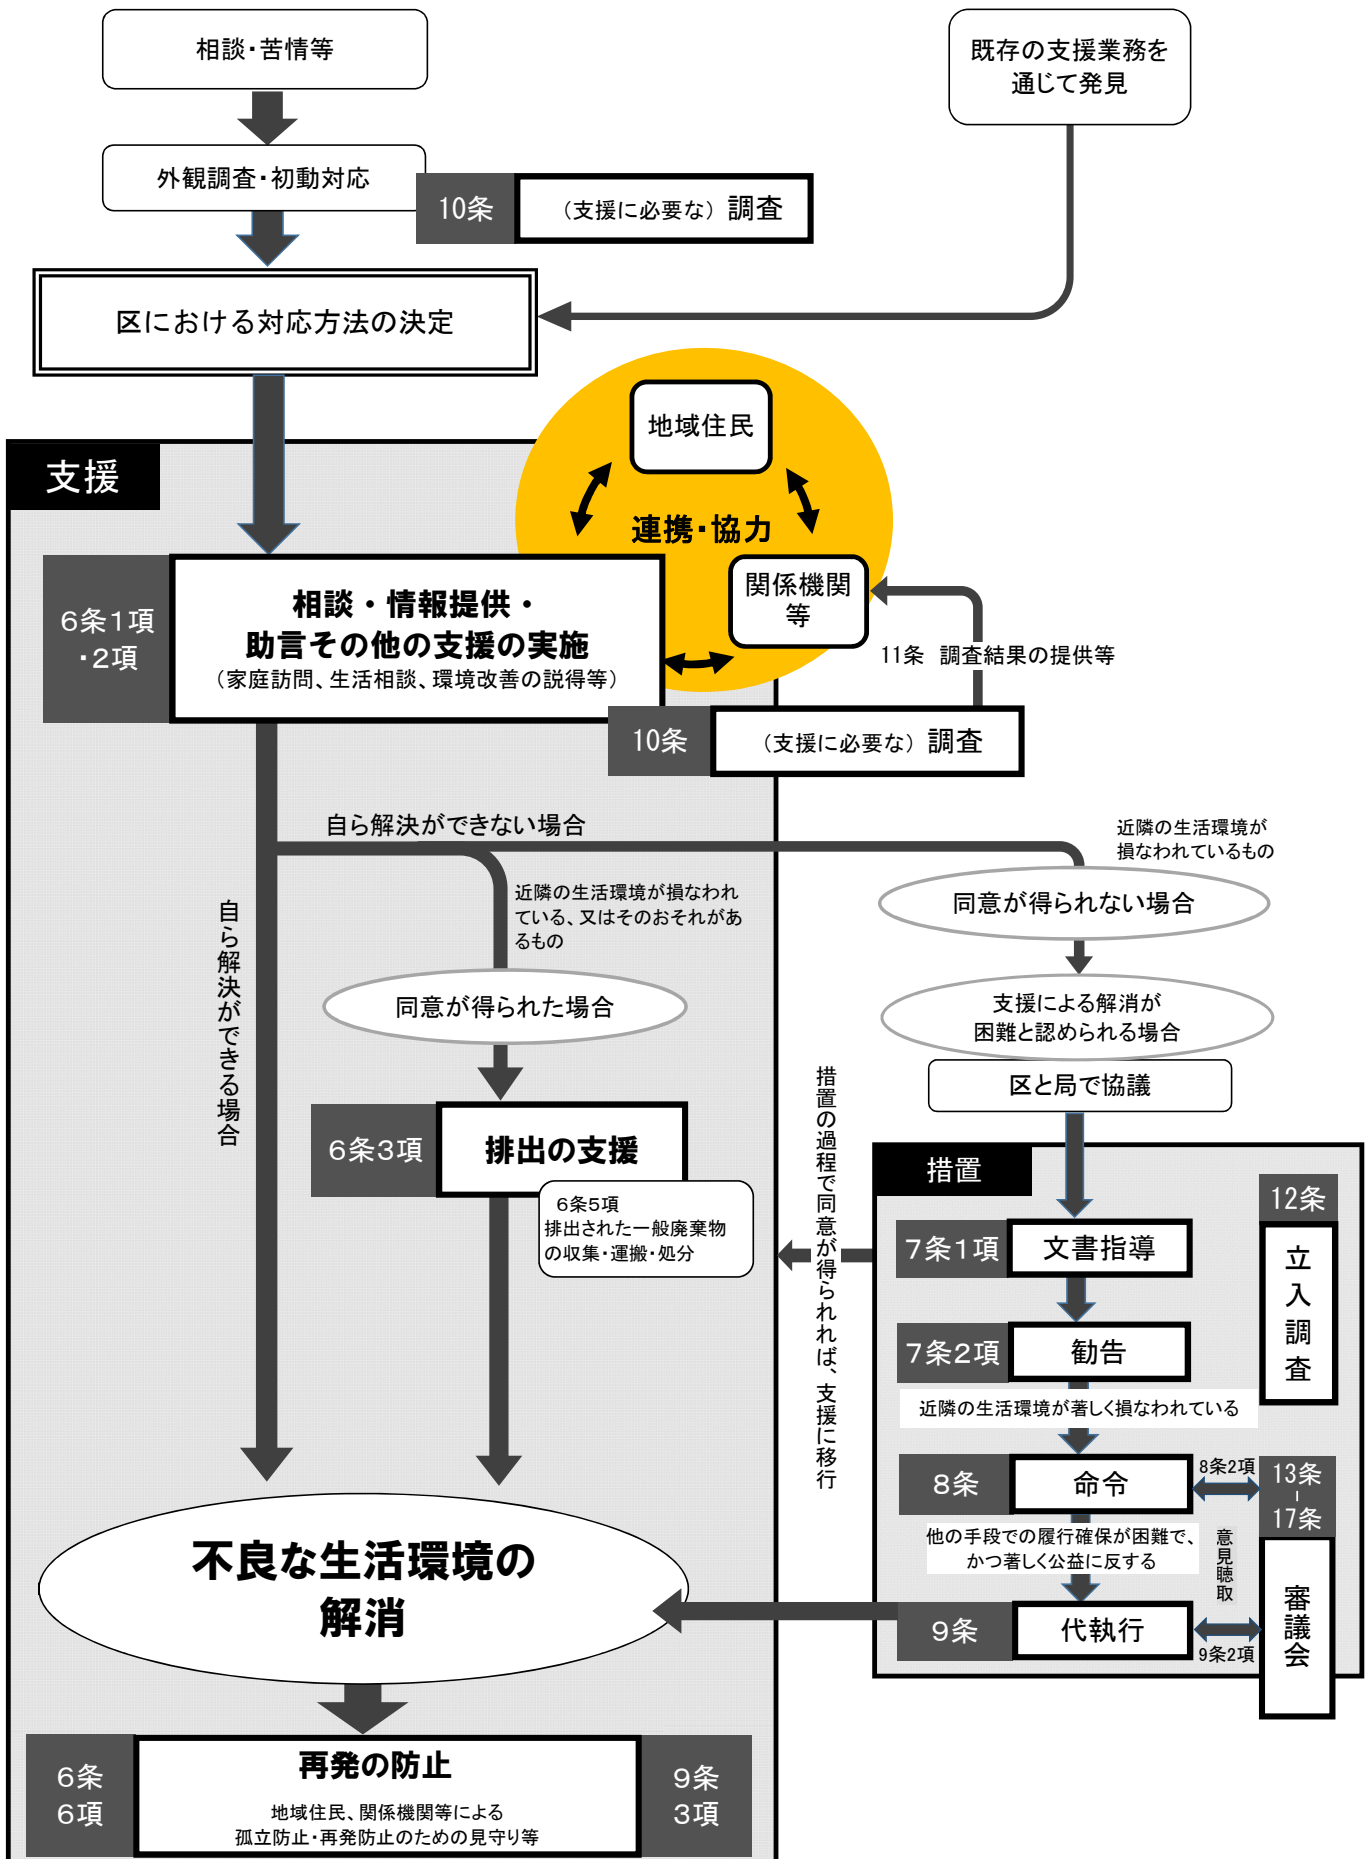 相談・苦情等
既存の支援業務を
通じて発見
外観調査・初動対応
10条
（支援に必要な）調査
区における対応方法の決定
地域住民
支援
連携・協力
6条1項
・2項
相談・情報提供・
助言その他の支援の実施
（家庭訪問、生活相談、環境改善の説得等）
関係機関
等
11条　調査結果の提供等
10条
（支援に必要な）調査
自ら解決ができない場合
近隣の生活環境が
損なわれているもの
自ら解決ができる場合
近隣の生活環境が損なわれ
ている、又はそのおそれがあ
るもの
同意が得られない場合
同意が得られた場合
支援による解消が
困難と認められる場合
区と局で協議
措置の過程で同意が得られれば、支援に移行
6条3項
排出の支援
6条5項
排出された一般廃棄物
の収集・運搬・処分
措置
12条
立入調査
7条1項
文書指導
7条2項
勧告
近隣の生活環境が著しく損なわれている
8条
命令
8条2項
13条
-
17条
他の手段での履行確保が困難で、
かつ著しく公益に反する
意見聴取
審議会
9条
代執行
9条2項
不良な生活環境の
解消
6条
6項
再発の防止
地域住民、関係機関等による
孤立防止・再発防止のための見守り等
9条
3項